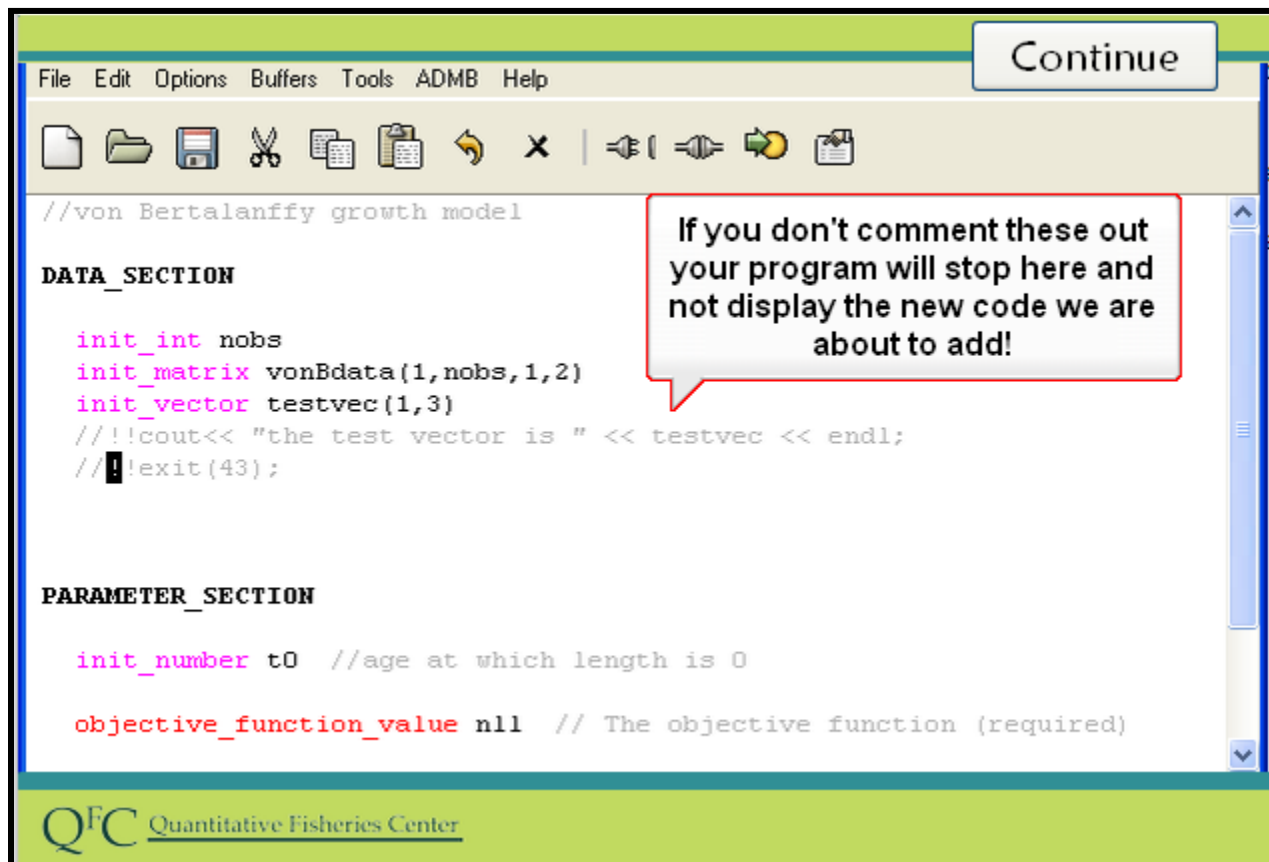 Continue
File Edit Options Buffers Tools ADMB Help
//von Bertalanffy growth model
If you don't comment these out
your program will stop here and
not display the new code we are
about to add!
DATA_SECTION
init_int nobs
init_matrix vonBdata(1,nobs,1,2)
init_vector testvec(1,3)
//!!cout<< "the test vector is " << testvec << endl;
//!!exit(43);
PARAMETER_SECTION
init_number t0 //age at which length is 0
objective_function_value nll // The objective function (required)
QFC Quantitative Fisheries Center